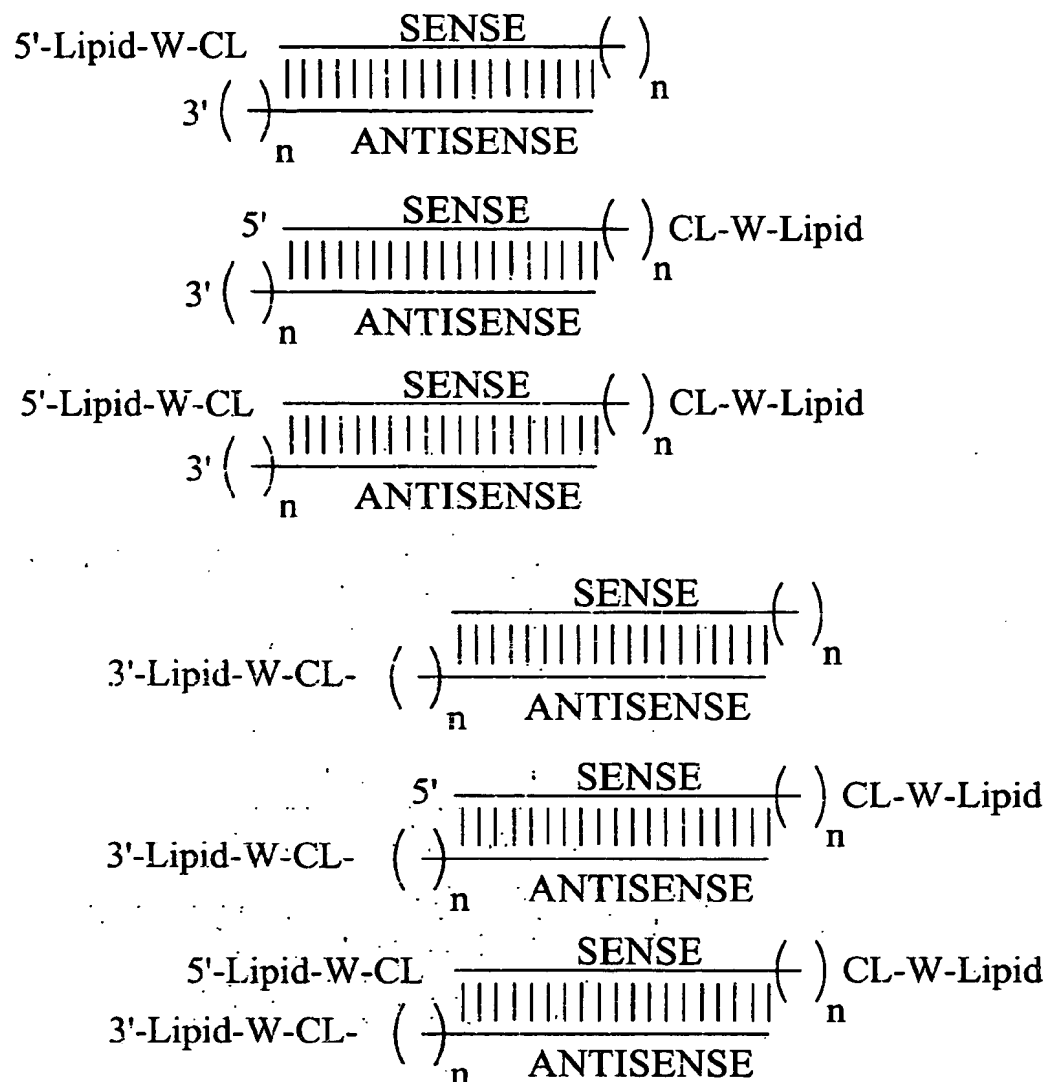 SENSE
5'-Lipid-W-CL ( )n
3' ( )n
ANTISENSE
SENSE
5' ( )n CL-W-Lipid
3' ( )n
ANTISENSE
SENSE
5'-Lipid-W-CL ( )n CL-W-Lipid
3' ( )n
ANTISENSE
SENSE
( )n
3'-Lipid-W-CL- ( )n
ANTISENSE
SENSE
5' ( )n CL-W-Lipid
3'-Lipid-W-CL- ( )n
ANTISENSE
SENSE
5'-Lipid-W-CL ( )n CL-W-Lipid
3'-Lipid-W-CL- ( )n
ANTISENSE